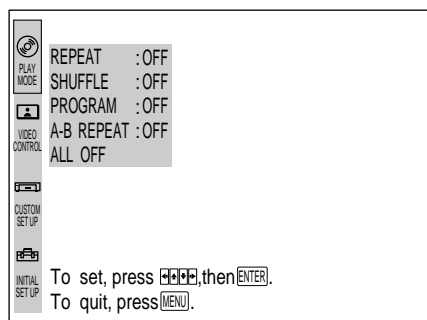 PLAY
MODE
VIDEO
CONTROL
CUSTOM
SET UP
INITIAL
SET UP
REPEAT :OFF
SHUFFLE :OFF
PROGRAM :OFF
A-B REPEAT :OFF
ALL OFF
To set, press ,then ENTER.
To quit, press MENU.